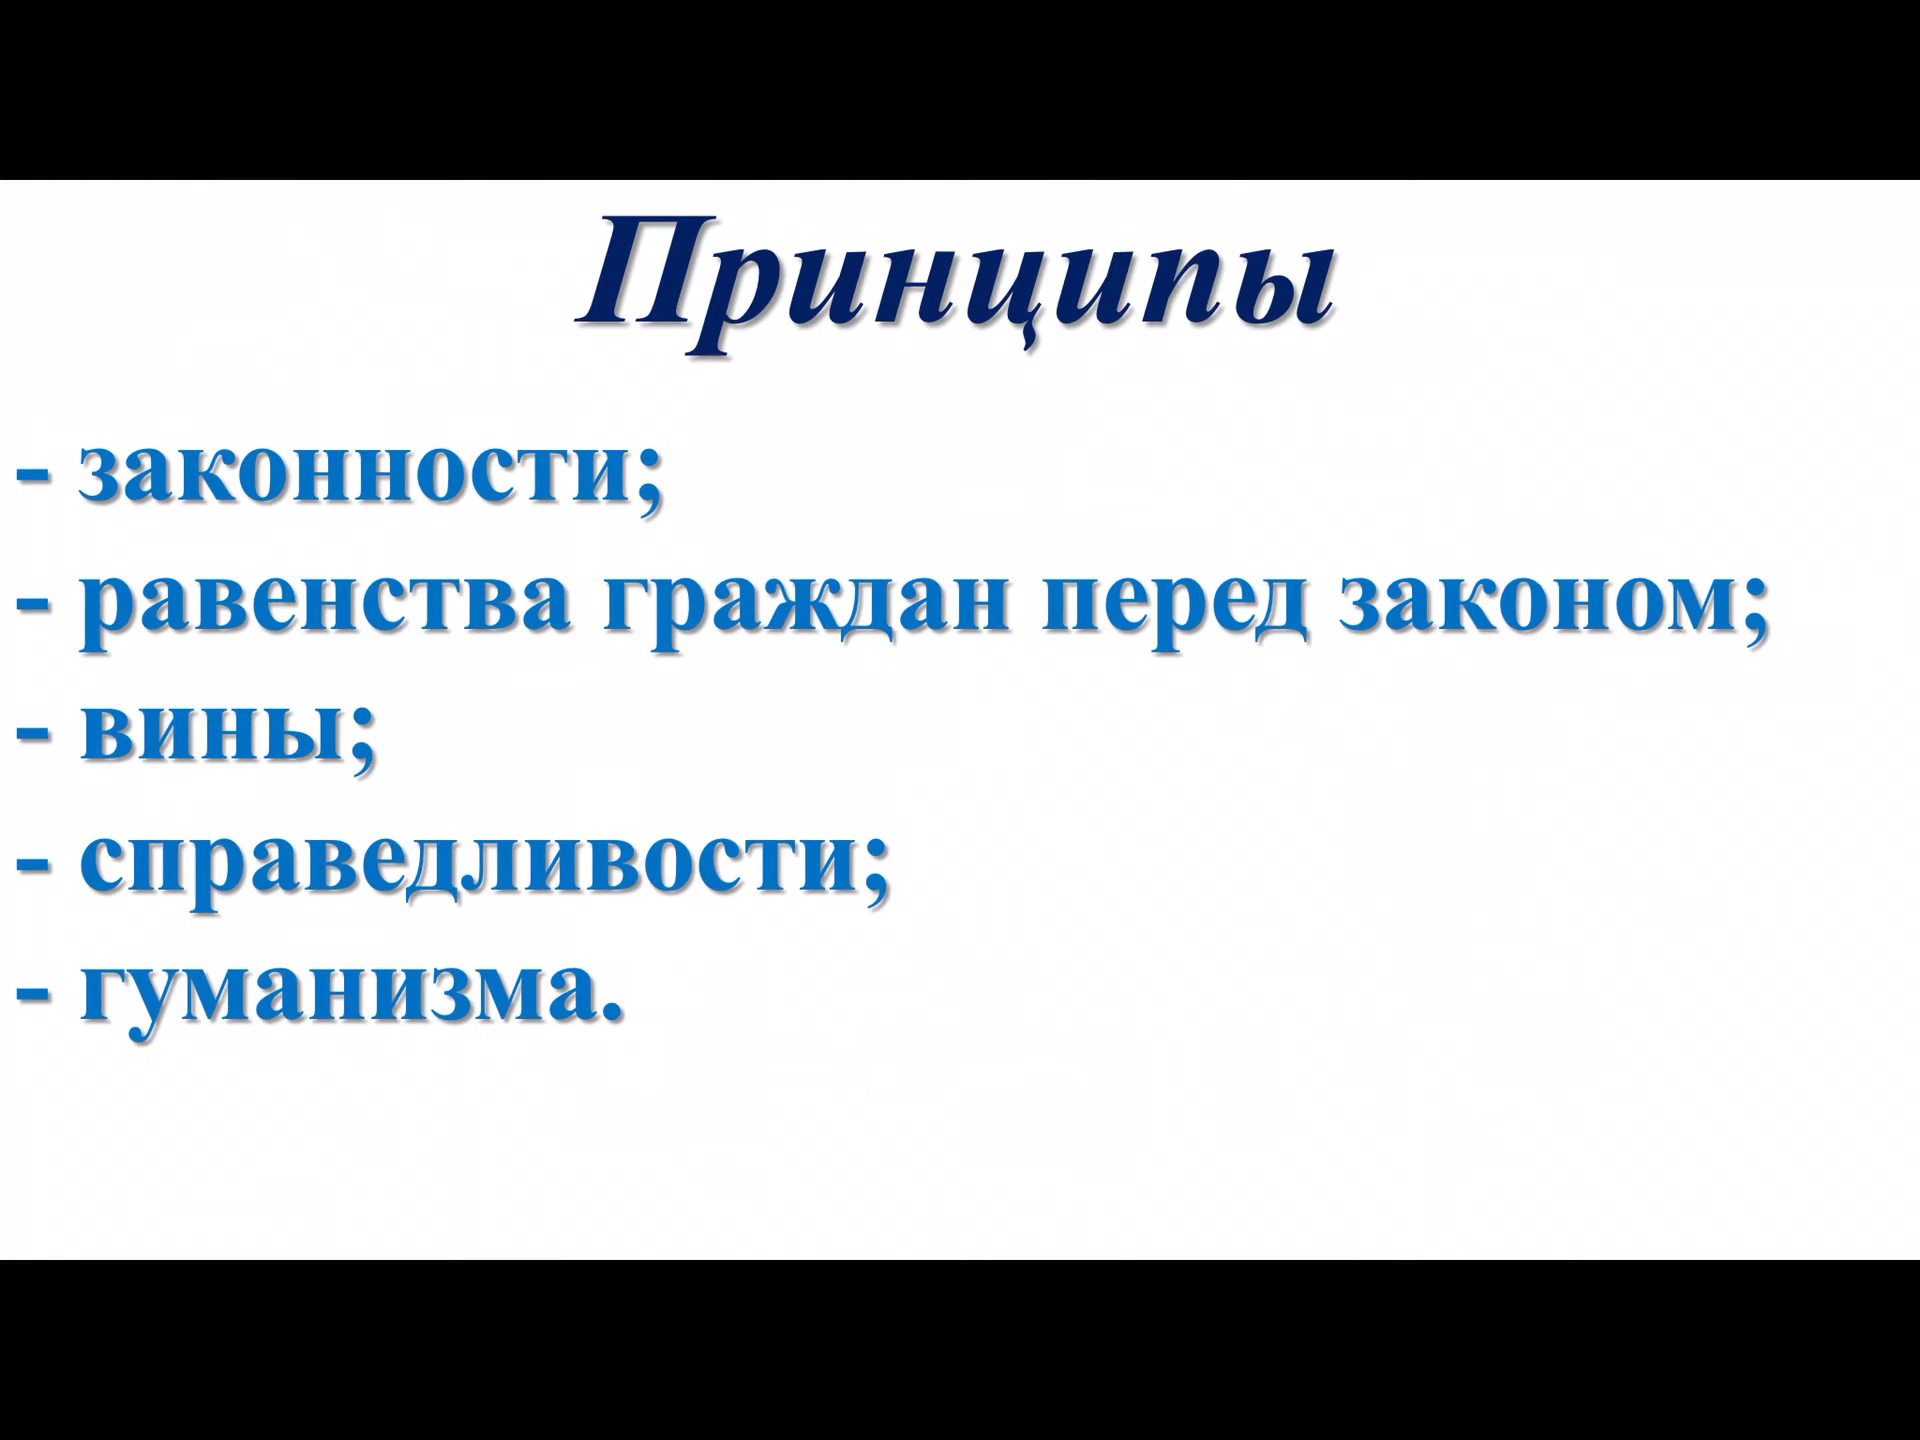 Принципы
- законности;
- равенства граждан перед законом;
- вины;
- справедливости;
- гуманизма.